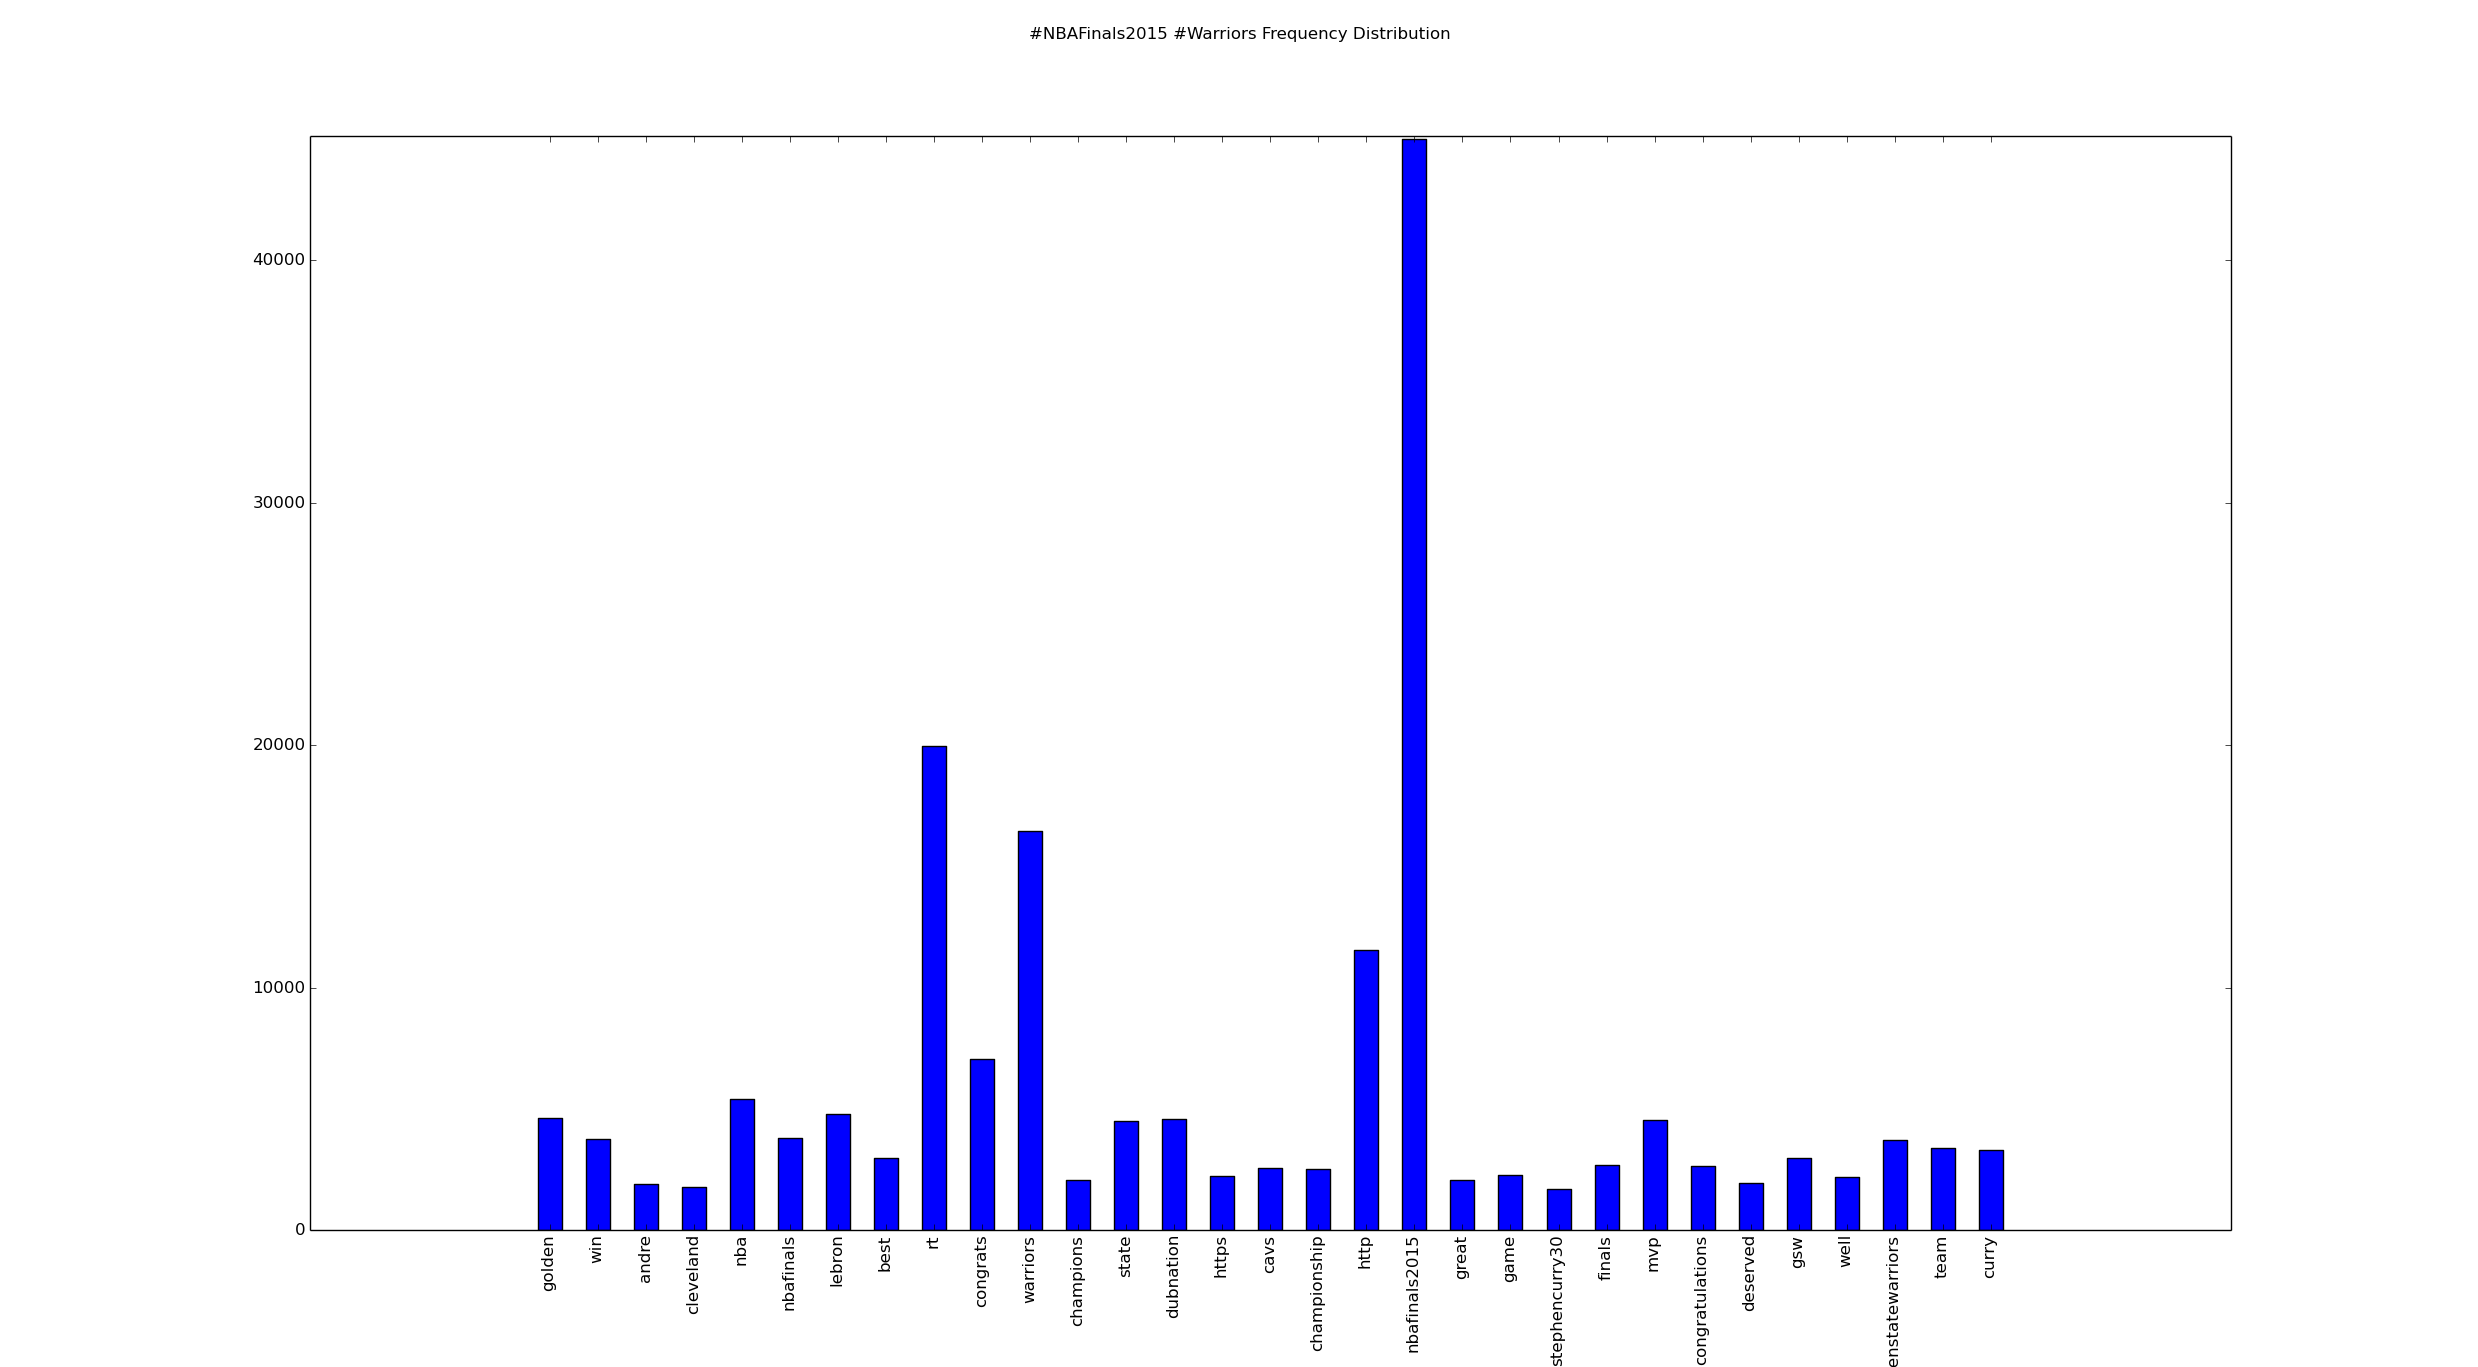 #NBAFinals2015 #Warriors Frequency Distribution
40000
30000
20000
10000
0
golden
win
andre
cleveland
nba
nbafinals
lebron
best
rt
congrats
warriors
champions
state
dubnation
https
cavs
championship
http
nbafinals2015
great
game
stephencurry30
finals
mvp
congratulations
deserved
gsw
well
enstatewarriors
team
curry